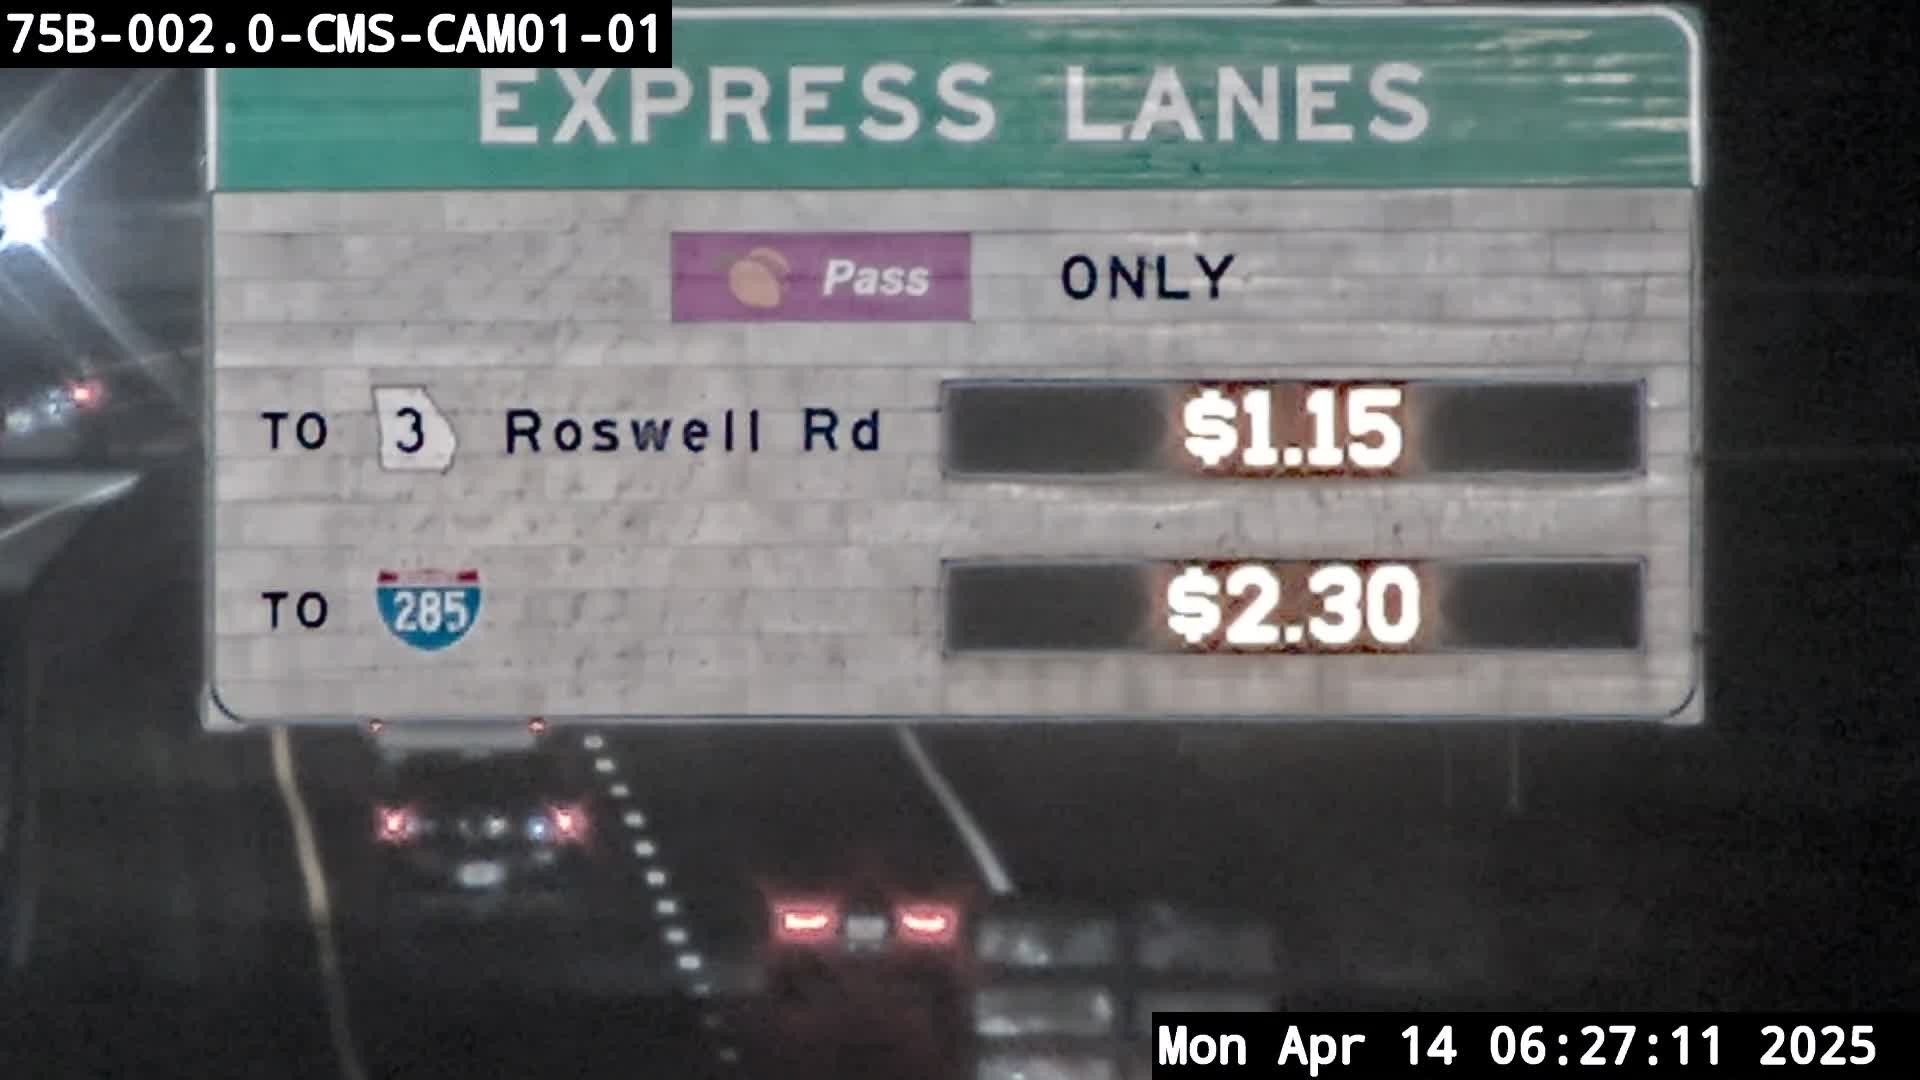 75B-002.0-CMS-CAM01-01
EXPRESS LANES
Pass ONLY
TO 3 Roswell Rd $1.15
TO 285 $2.30
Mon Apr 14 06:27:11 2025